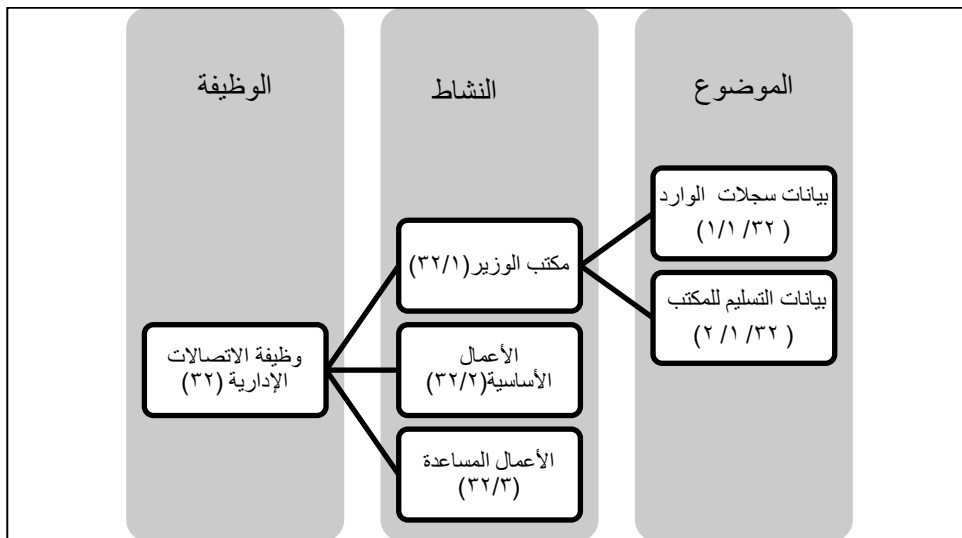 الوظيفة
النشاط
الموضوع
وظيفة الاتصالات
الإدارية (٣٢)
مكتب الوزير(٣٢/١)
الأعمال
الأساسية(٣٢/٢)
الأعمال المساعدة
(٣٢/٣)
بيانات سجلات الوارد
( ٣٢/ ١/١)
بيانات التسليم للمكتب
( ٣٢/ ١/ ٢)